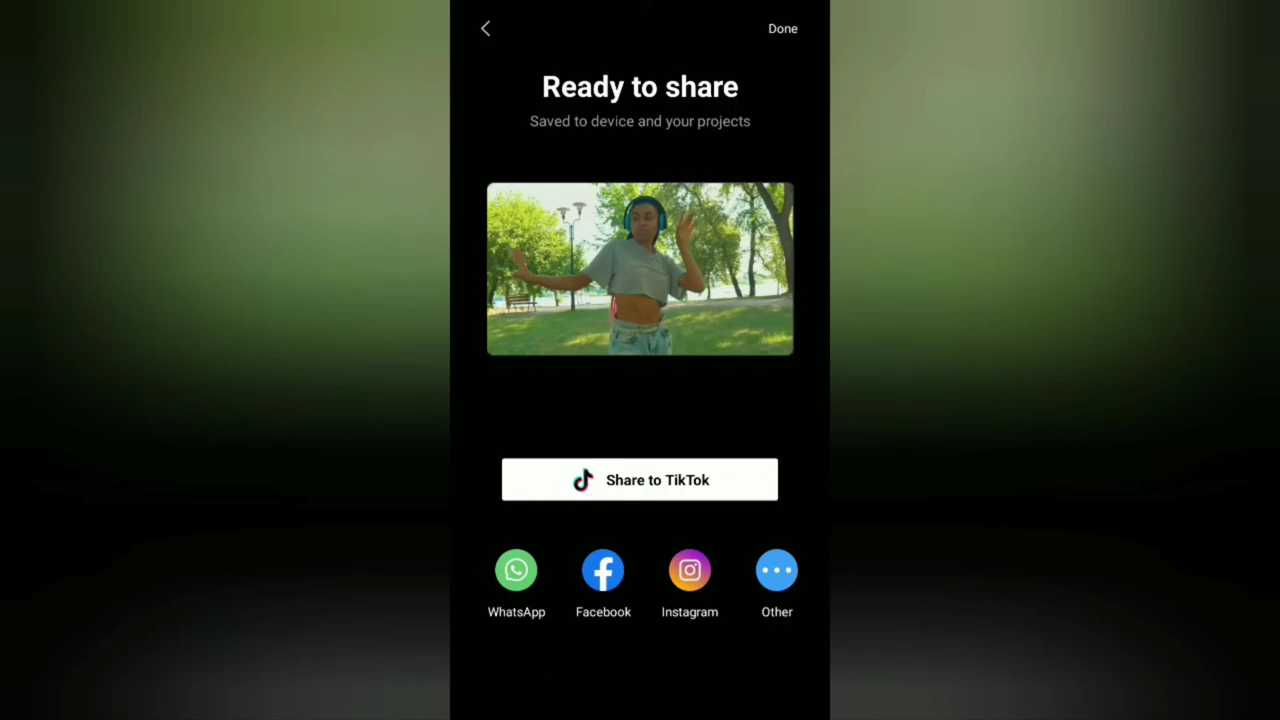 Done
Ready to share
Saved to device and your projects
Share to TikTok
WhatsApp
Facebook
Instagram
Other